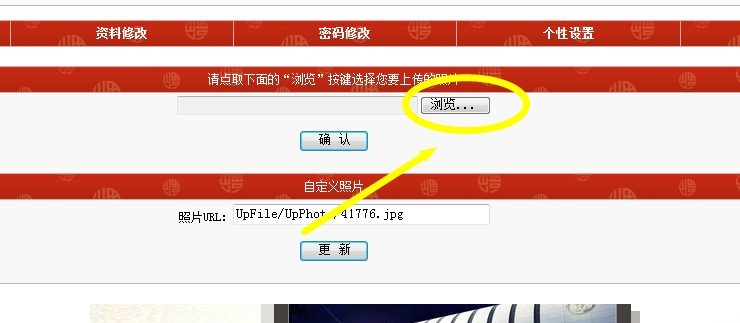 资料修改 密码修改 个性设置
请点取下面的“浏览”按键选择您要上传的照片
浏览...
确 认
自定义照片
照片URL: UpFile/UpPhoto/41776.jpg
更 新